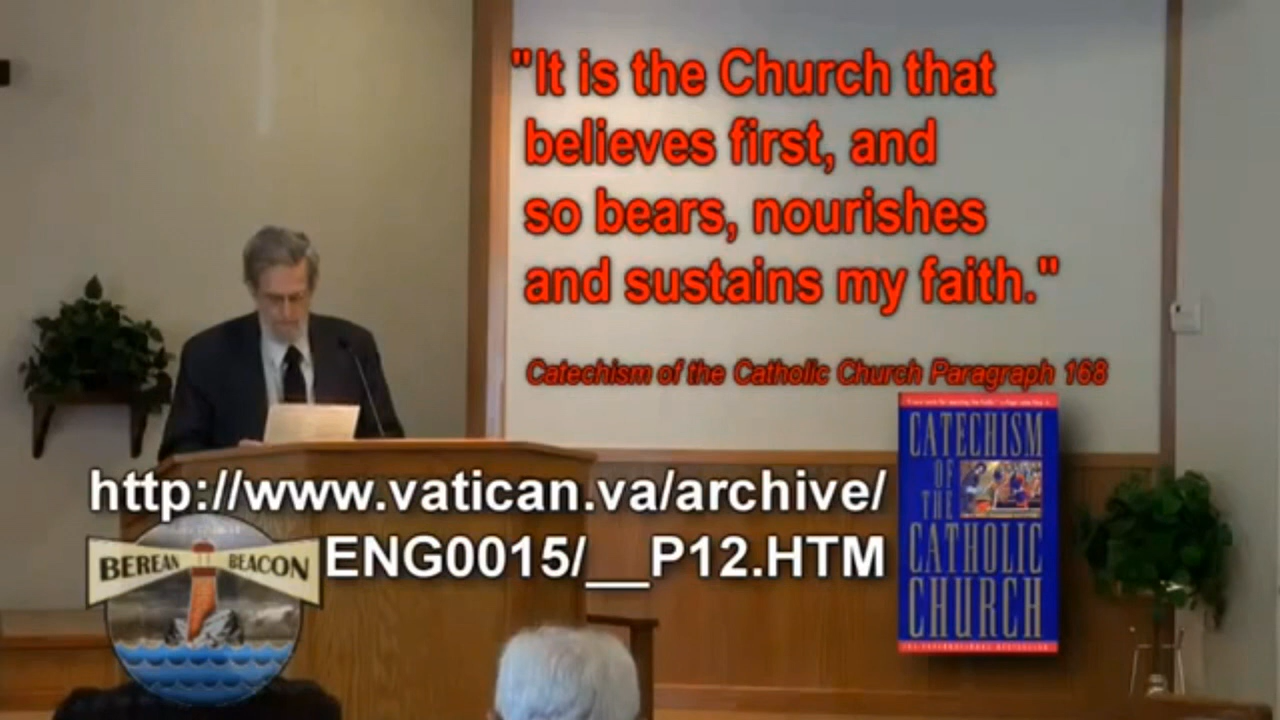 "It is the Church that
believes first, and
so bears, nourishes
and sustains my faith."
Catechism of the Catholic Church Paragraph 168
http://www.vatican.va/archive/
ENG0015/__P12.HTM
BEREAN BEACON
CATECHISM
OF
THE
CATHOLIC
CHURCH